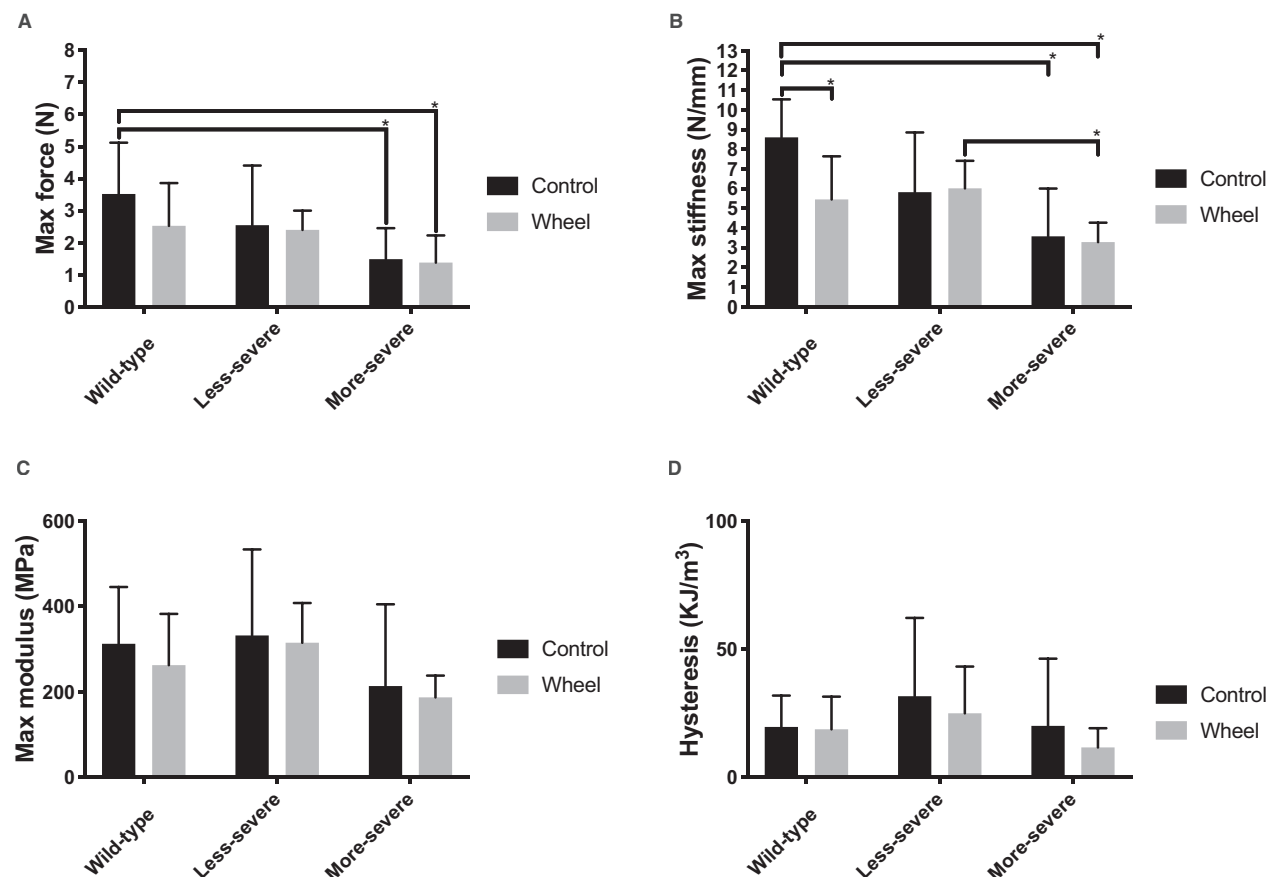 A
Max force (N)
8
7
6
5
4
3
2
1
0
*
*
Control
Wheel
Wild-type
Less-severe
More-severe
B
Max stiffness (N/mm)
13
12
11
10
9
8
7
6
5
4
3
2
1
0
*
*
*
*
Control
Wheel
Wild-type
Less-severe
More-severe
C
Max modulus (MPa)
600
400
200
0
Control
Wheel
Wild-type
Less-severe
More-severe
D
Hysteresis (KJ/m³)
100
50
0
Control
Wheel
Wild-type
Less-severe
More-severe